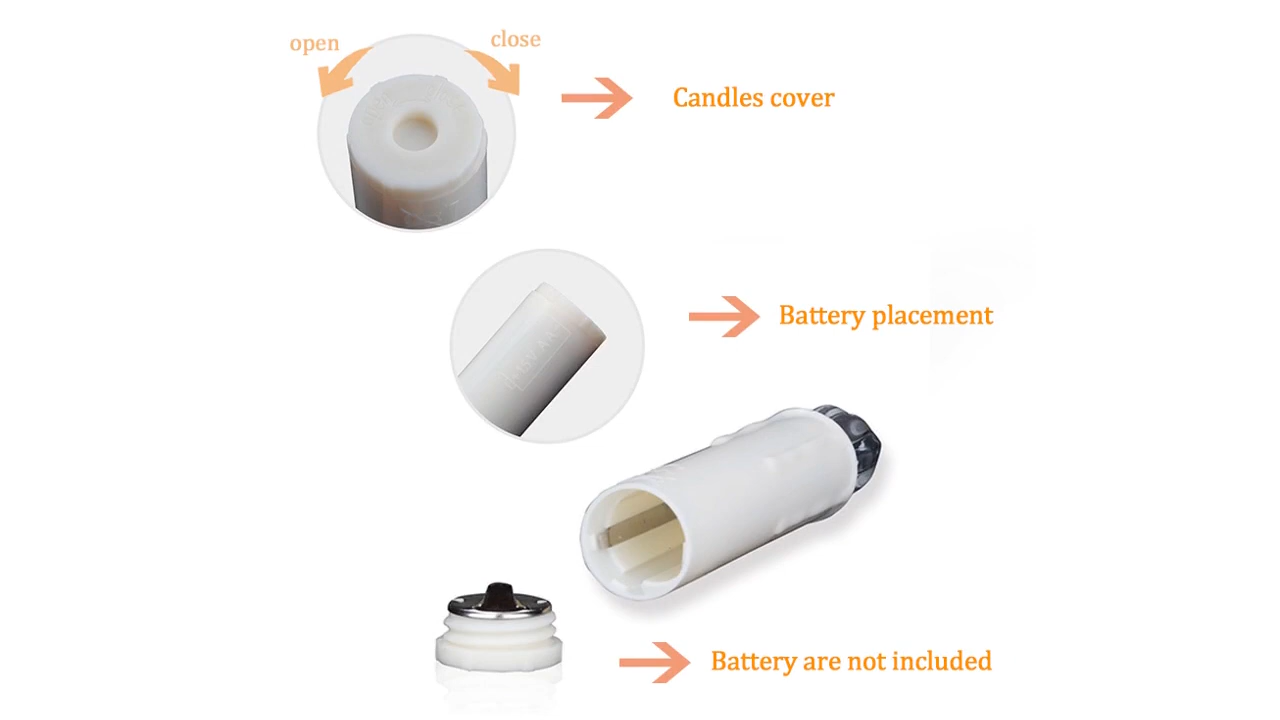 open
close
Candles cover
Battery placement
Battery are not included